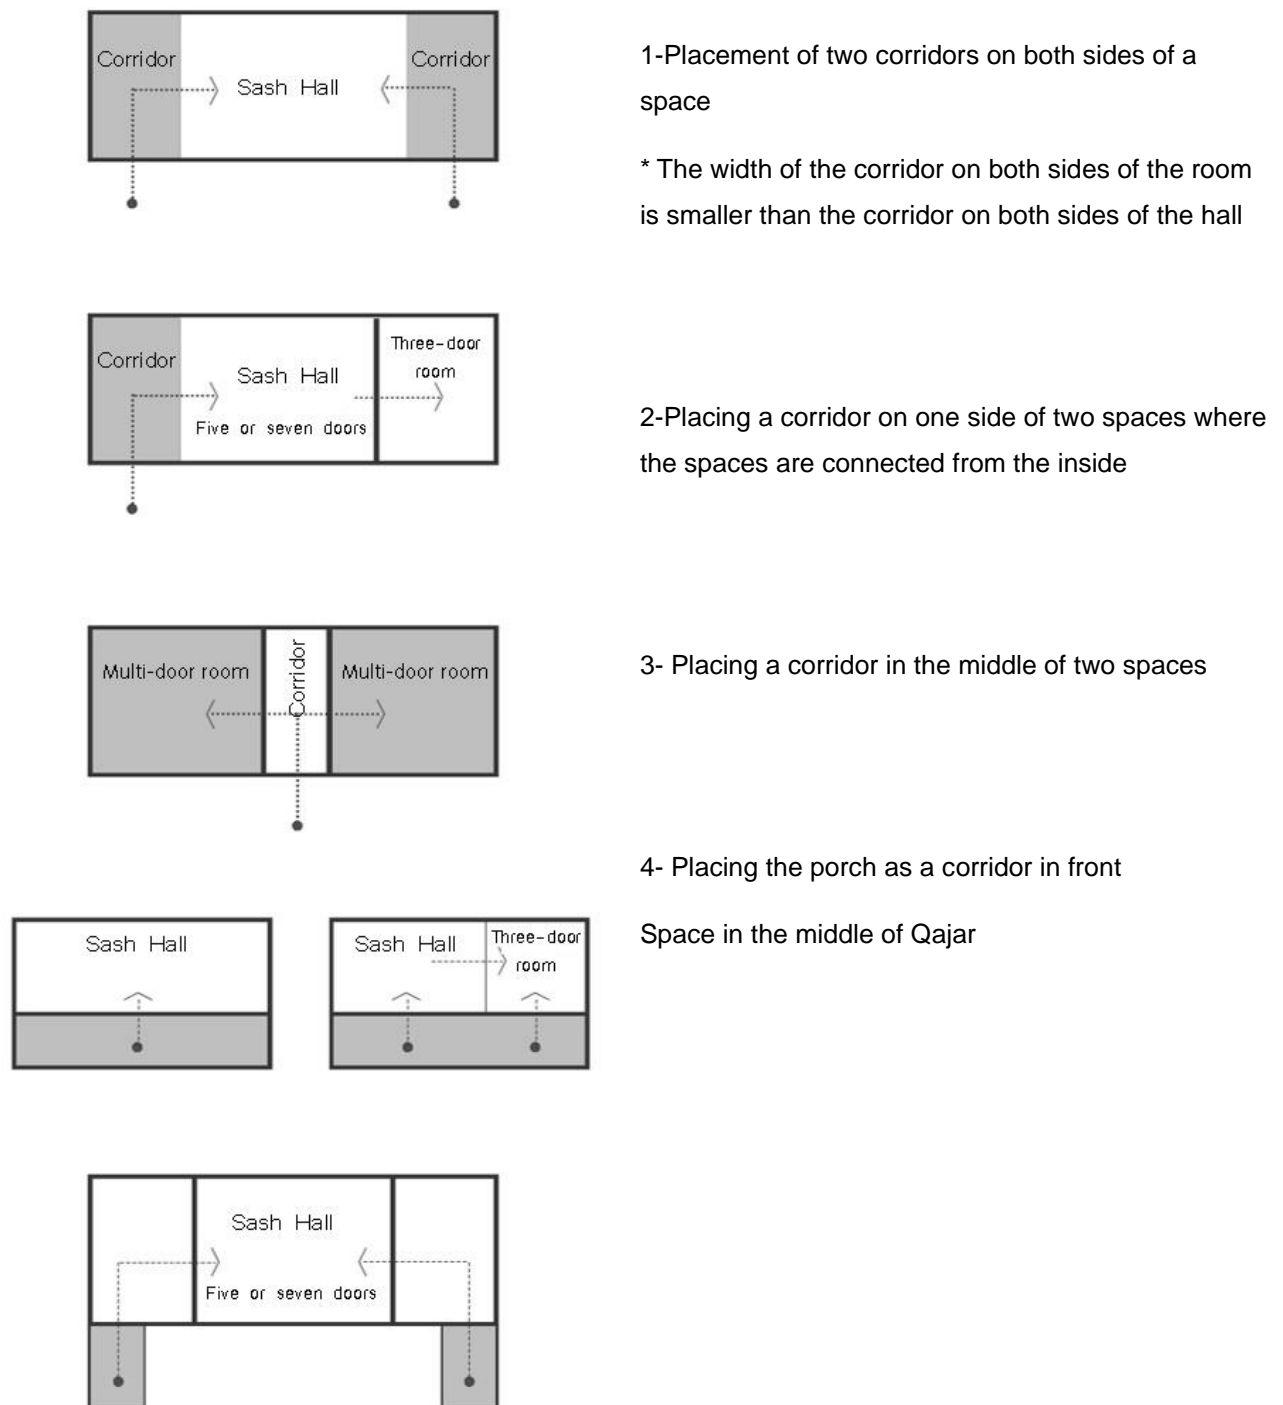 Corridor
Corridor
Sash Hall
1-Placement of two corridors on both sides of a
space
* The width of the corridor on both sides of the room
is smaller than the corridor on both sides of the hall
Corridor
Sash Hall
Five or seven doors
Three-door
room
2-Placing a corridor on one side of two spaces where
the spaces are connected from the inside
Multi-door room
Corridor
Multi-door room
3- Placing a corridor in the middle of two spaces
4- Placing the porch as a corridor in front
Space in the middle of Qajar
Sash Hall
Sash Hall
Three-door
room
Sash Hall
Five or seven doors